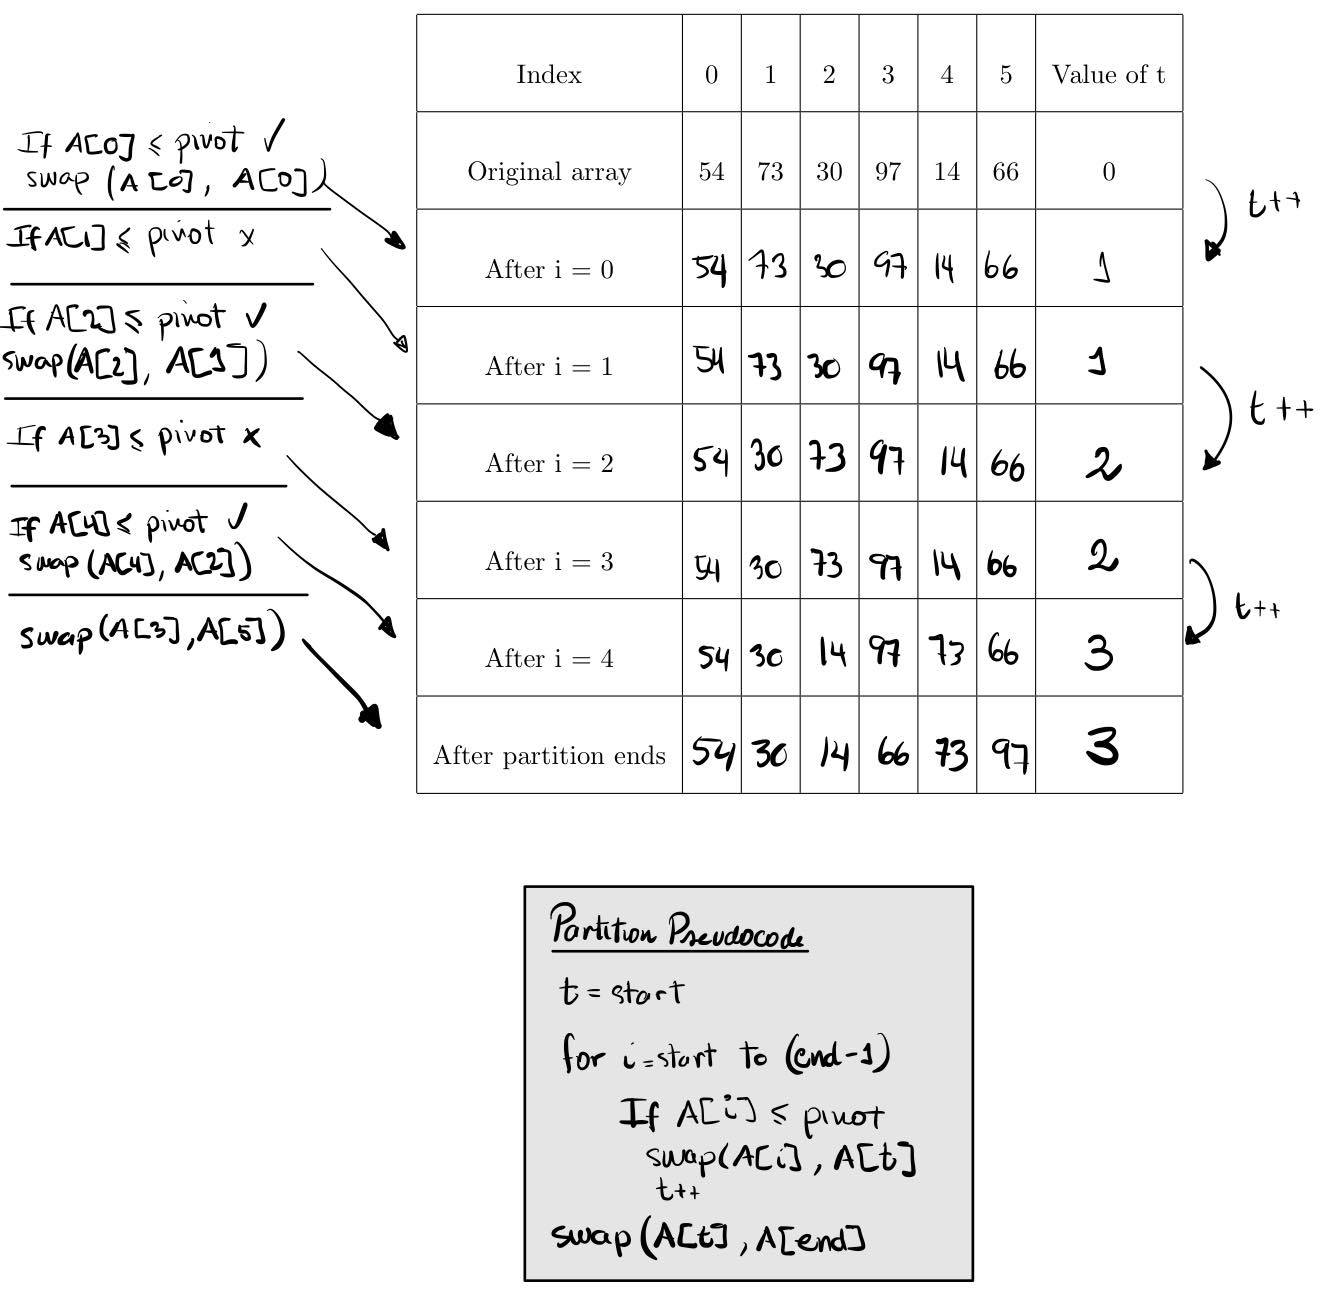 Index 0 1 2 3 4 5 Value of t
If A[0] ≤ pivot ✓
swap (A[0], A[0])
Original array 54 73 30 97 14 66 0
t++
If A[1] ≤ pivot x
After i = 0 54 73 30 97 14 66 1
If A[2] ≤ pivot ✓
swap(A[2], A[1])
After i = 1 54 73 30 97 14 66 1
t++
If A[3] ≤ pivot x
After i = 2 54 30 73 97 14 66 2
If A[4] ≤ pivot ✓
swap(A[4], A[2])
After i = 3 54 30 73 97 14 66 2
t++
swap(A[3],A[5])
After i = 4 54 30 14 97 73 66 3
After partition ends 54 30 14 66 73 97 3
Partition Pseudocode
t = start
for i=start to (end-1)
If A[i] ≤ pivot
swap(A[i], A[t]
t++
swap(A[t], A[end]